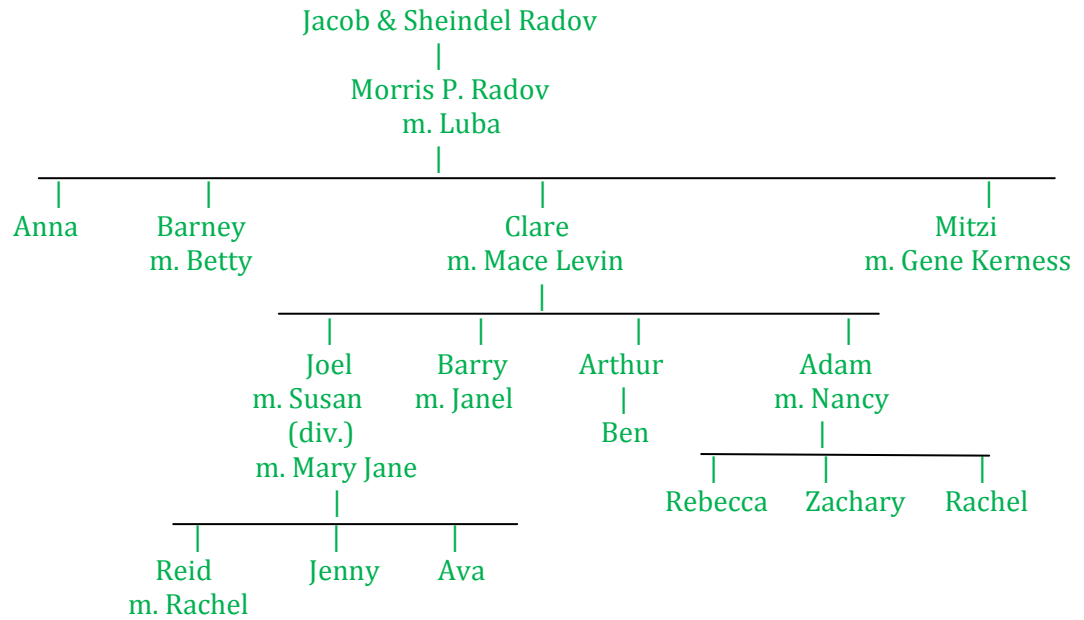 Jacob & Sheindel Radov
Morris P. Radov
m. Luba
Anna Barney Clare Mitzi
m. Betty m. Mace Levin m. Gene Kerness
Joel Barry Arthur Adam
m. Susan m. Janel m. Nancy
(div.) Ben
m. Mary Jane
Rebecca Zachary Rachel
Reid Jenny Ava
m. Rachel